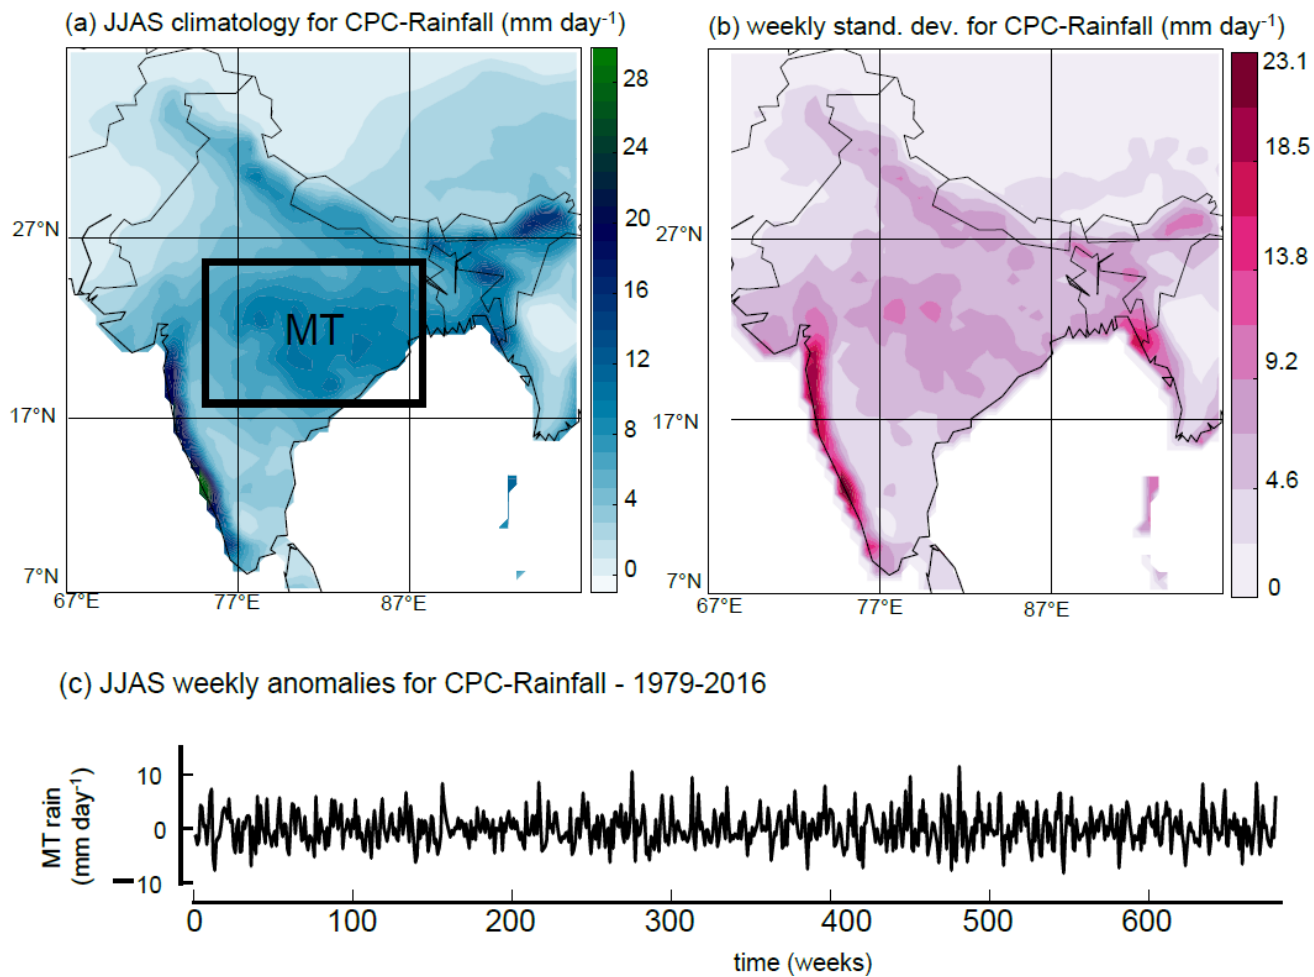 (a) JJAS climatology for CPC-Rainfall (mm day-1)
28
24
20
16
12
8
4
0
27°N
17°N
7°N
67°E
77°E
87°E
MT
(b) weekly stand. dev. for CPC-Rainfall (mm day-1)
23.1
18.5
13.8
9.2
4.6
0
27°N
17°N
7°N
67°E
77°E
87°E
(c) JJAS weekly anomalies for CPC-Rainfall - 1979-2016
MT rain
(mm day-1)
10
0
−10
0
100
200
300
400
500
600
time (weeks)